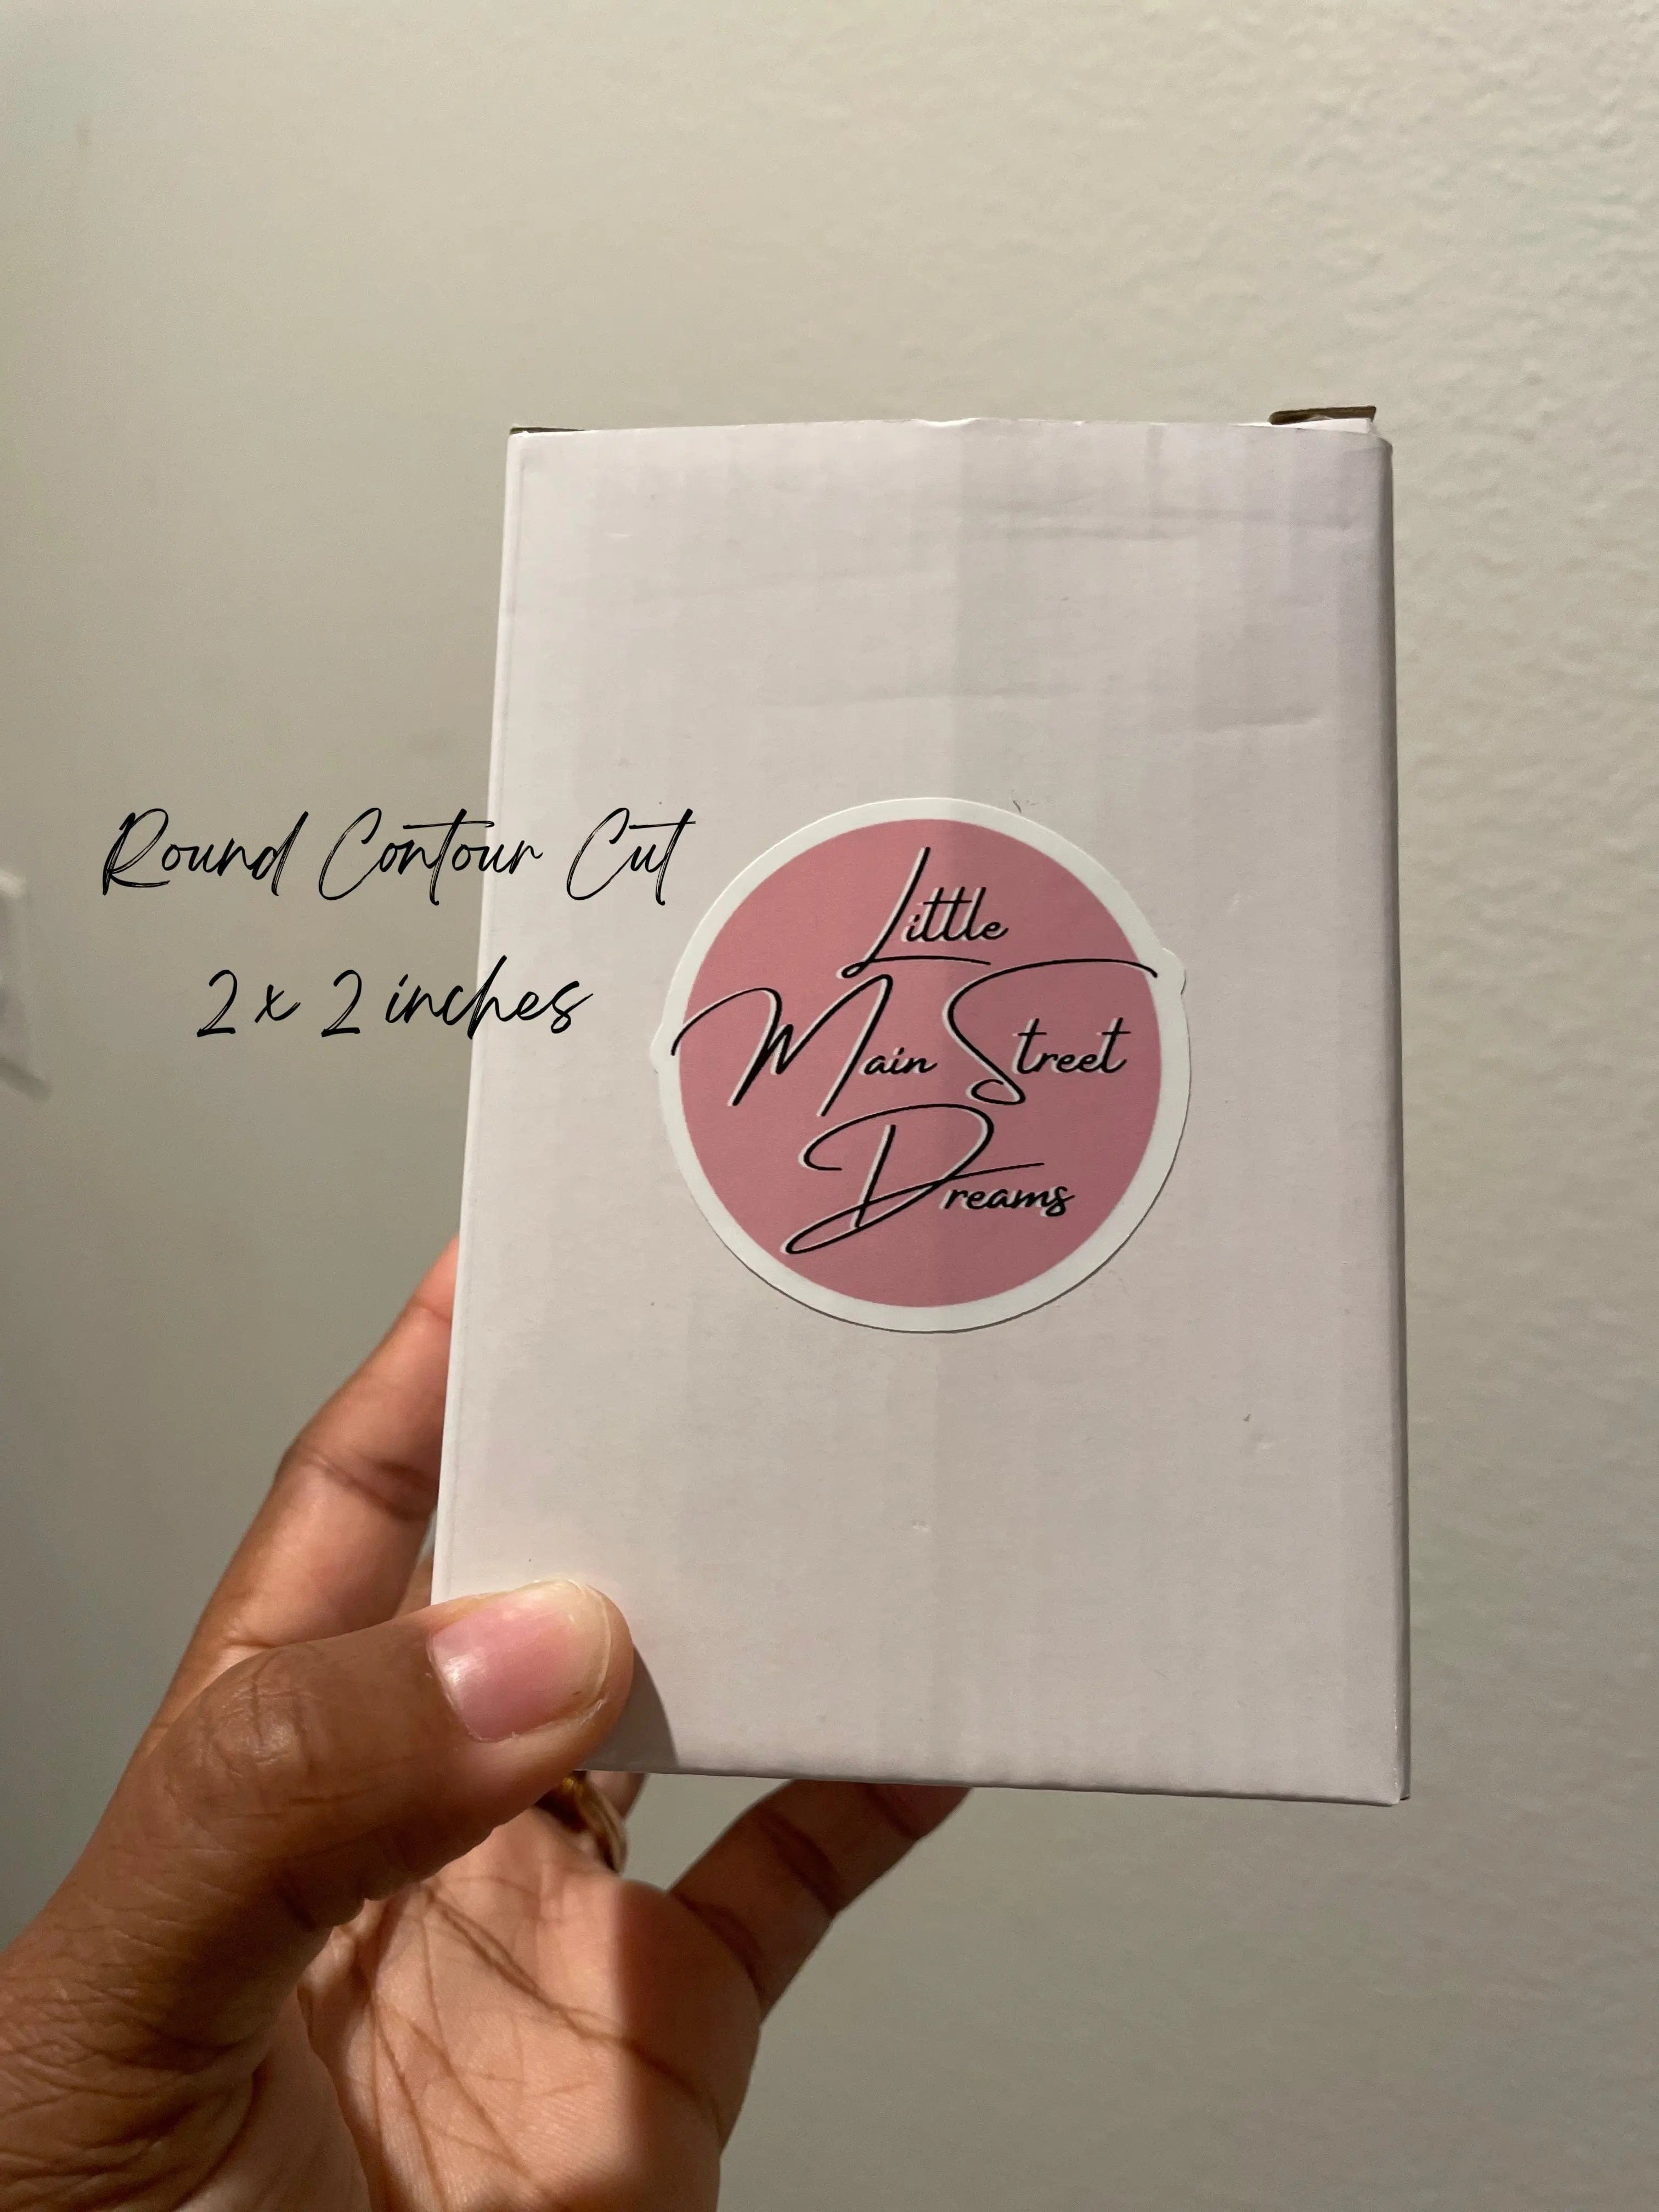 Round Contour Cut
2 x 2 inches
Little
Main Street
Dreams